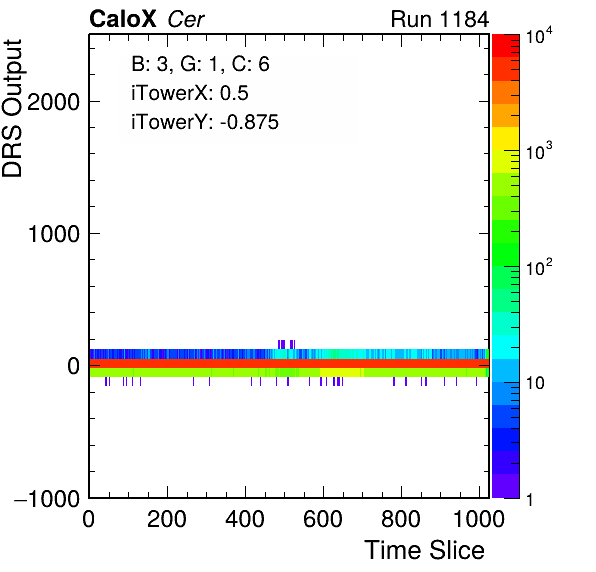 CaloX Cer Run 1184
DRS Output
B: 3, G: 1, C: 6
iTowerX: 0.5
iTowerY: -0.875
2000
1000
0
−1000
0 200 400 600 800 1000
Time Slice
10^4
10^3
10^2
10
1